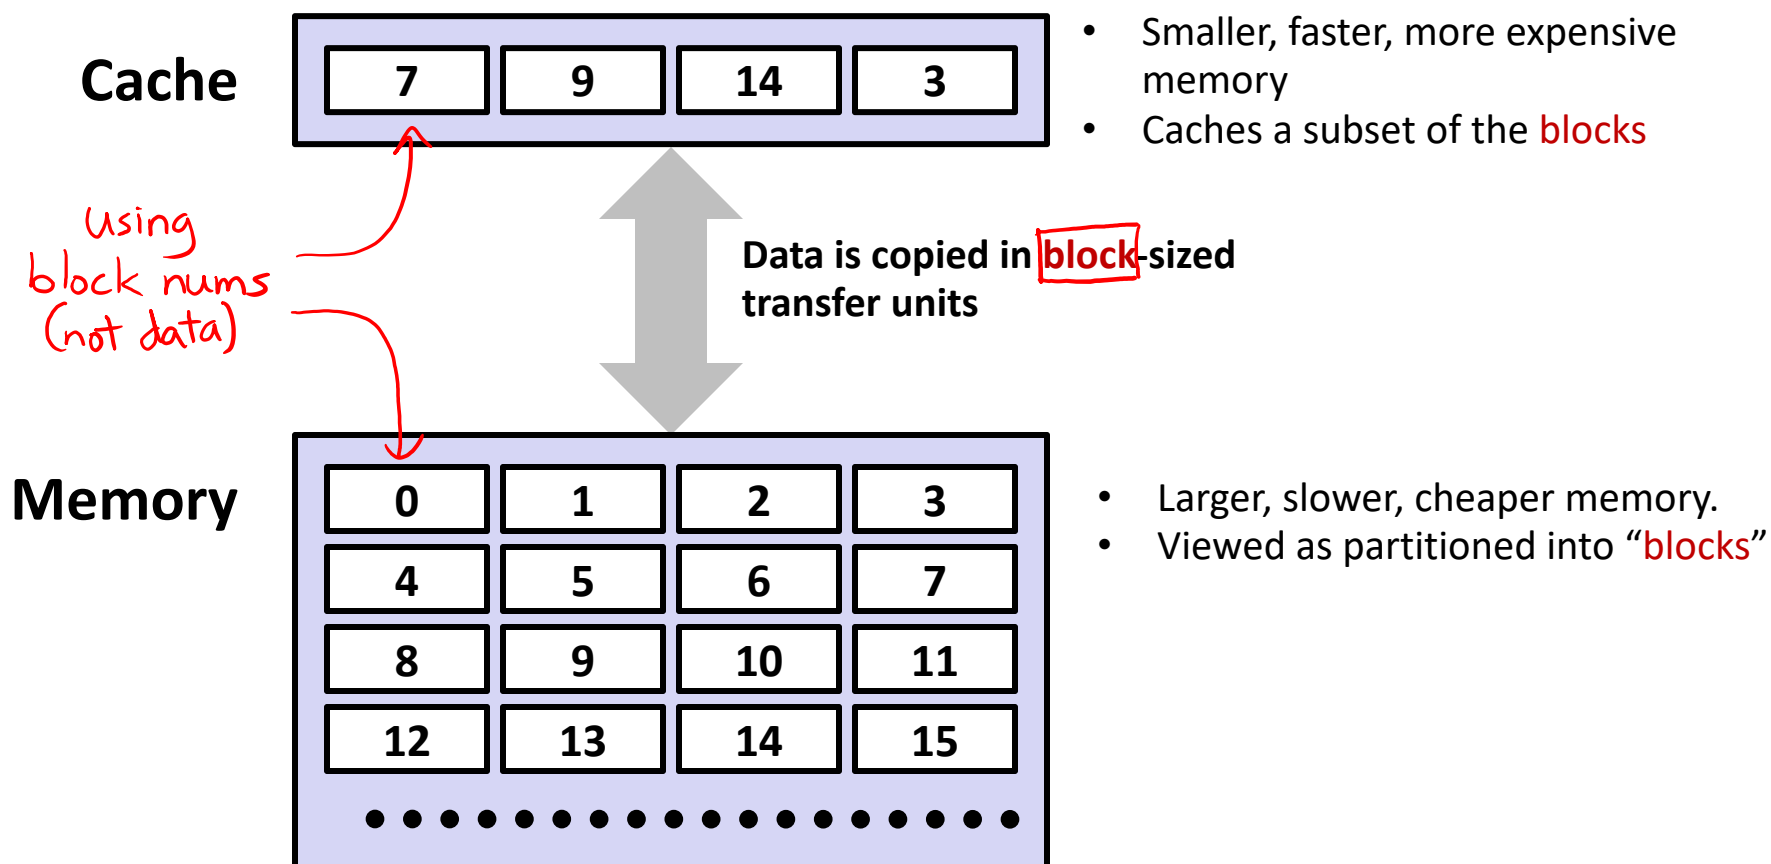 Cache
7 9 14 3
• Smaller, faster, more expensive
memory
• Caches a subset of the blocks
Using
block nums
(not data)
Data is copied in block-sized
transfer units
Memory
0 1 2 3
4 5 6 7
8 9 10 11
12 13 14 15
• Larger, slower, cheaper memory.
• Viewed as partitioned into “blocks”